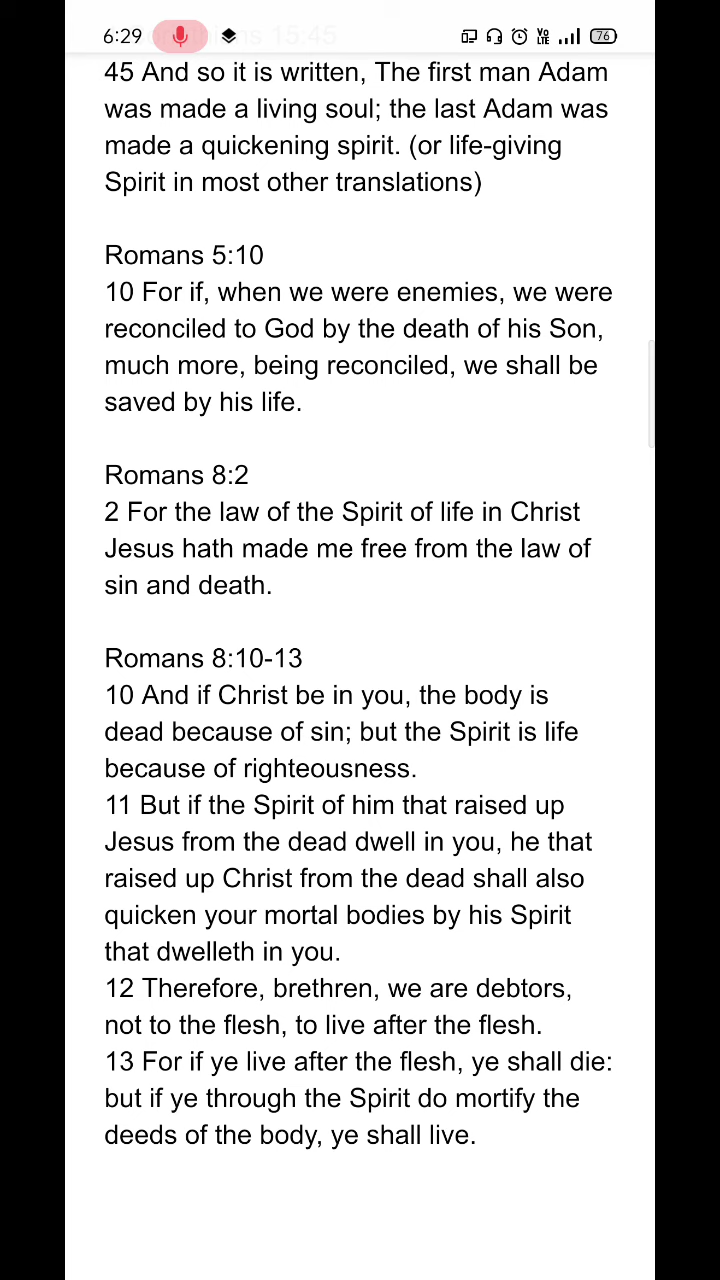 6:29
76
15:45
45 And so it is written, The first man Adam
was made a living soul; the last Adam was
made a quickening spirit. (or life-giving
Spirit in most other translations)
Romans 5:10
10 For if, when we were enemies, we were
reconciled to God by the death of his Son,
much more, being reconciled, we shall be
saved by his life.
Romans 8:2
2 For the law of the Spirit of life in Christ
Jesus hath made me free from the law of
sin and death.
Romans 8:10-13
10 And if Christ be in you, the body is
dead because of sin; but the Spirit is life
because of righteousness.
11 But if the Spirit of him that raised up
Jesus from the dead dwell in you, he that
raised up Christ from the dead shall also
quicken your mortal bodies by his Spirit
that dwelleth in you.
12 Therefore, brethren, we are debtors,
not to the flesh, to live after the flesh.
13 For if ye live after the flesh, ye shall die:
but if ye through the Spirit do mortify the
deeds of the body, ye shall live.